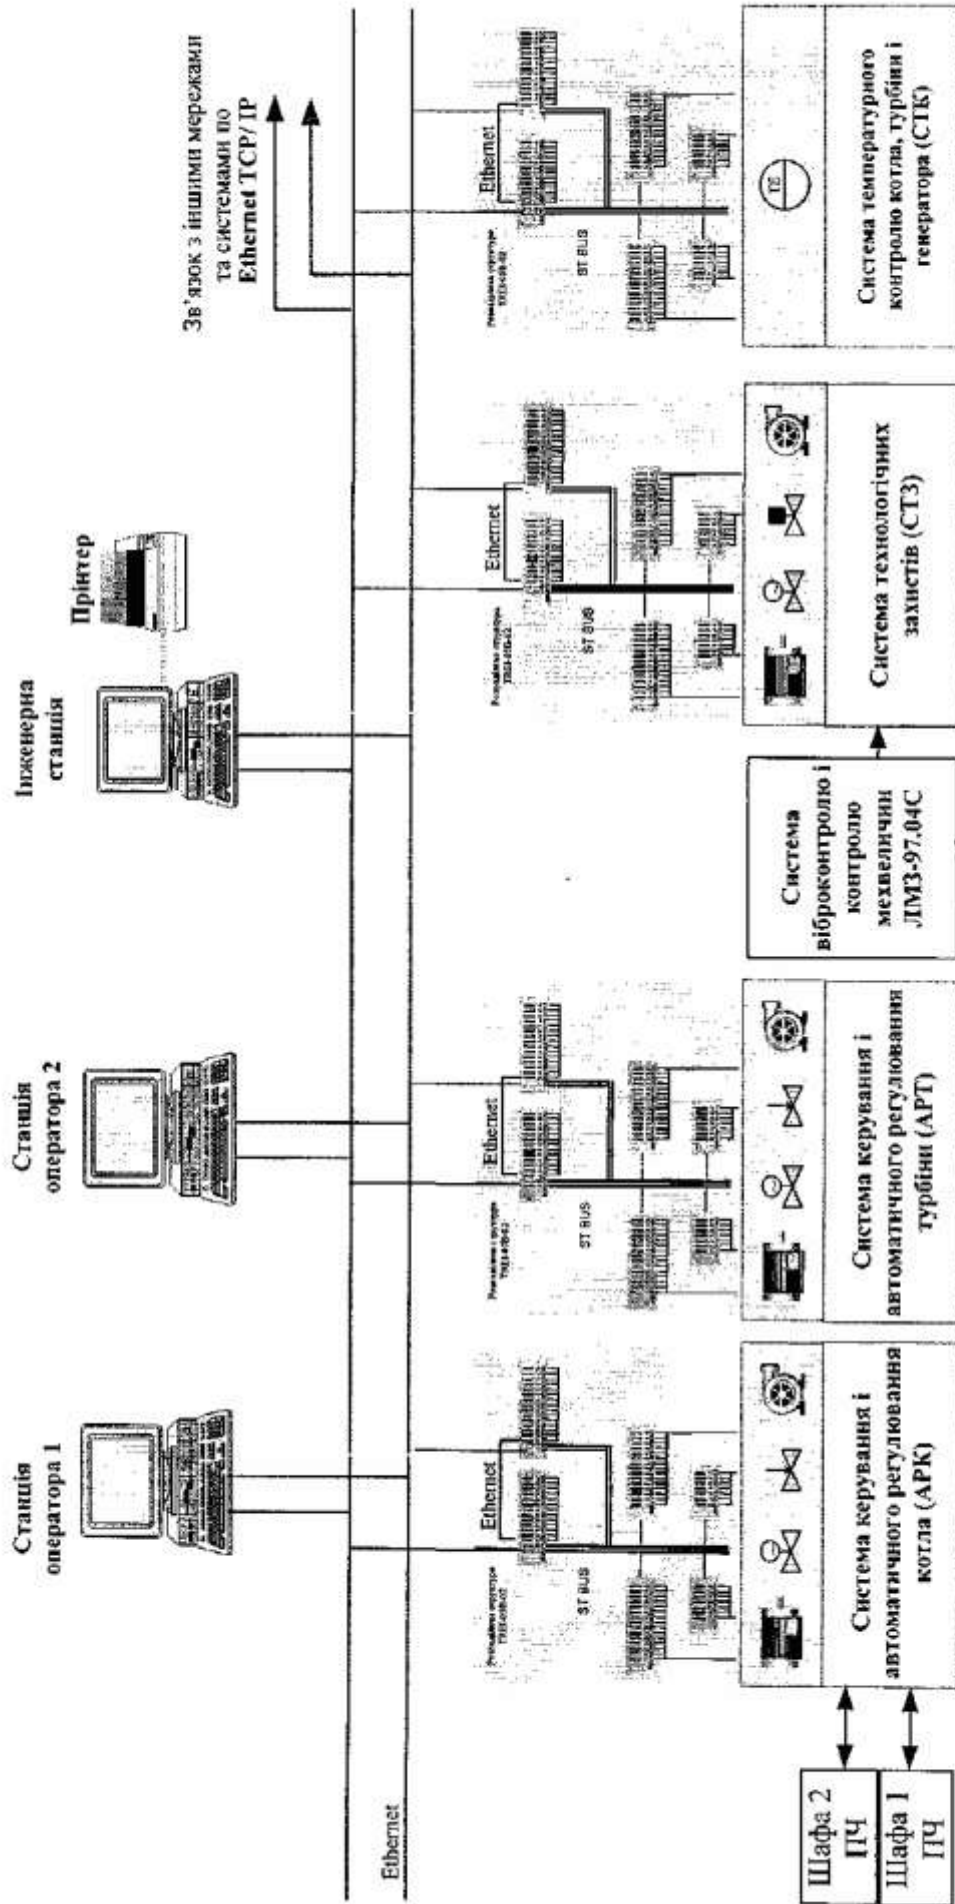 Станція
оператора 1
Станція
оператора 2
Інженерна
станція
Прінтер
Зв’язок з іншими мережами
та системами по
Ethernet TCP/ IP
Ethernet
Ethernet
ST BUS
Ethernet
ST BUS
Ethernet
ST BUS
Ethernet
ST BUS
Шафа 2
ПЧ
Шафа 1
ПЧ
Система керування і
автоматичного регулювання
котла (АРК)
Система керування і
автоматичного регулювання
турбіни (АРТ)
Система
віброконтролю і
контролю
мехвеличин
ЛМЗ-97.04С
Система технологічних
захистів (СТЗ)
ТЕ
Система температурного
контролю котла, турбіни і
генератора (СТК)